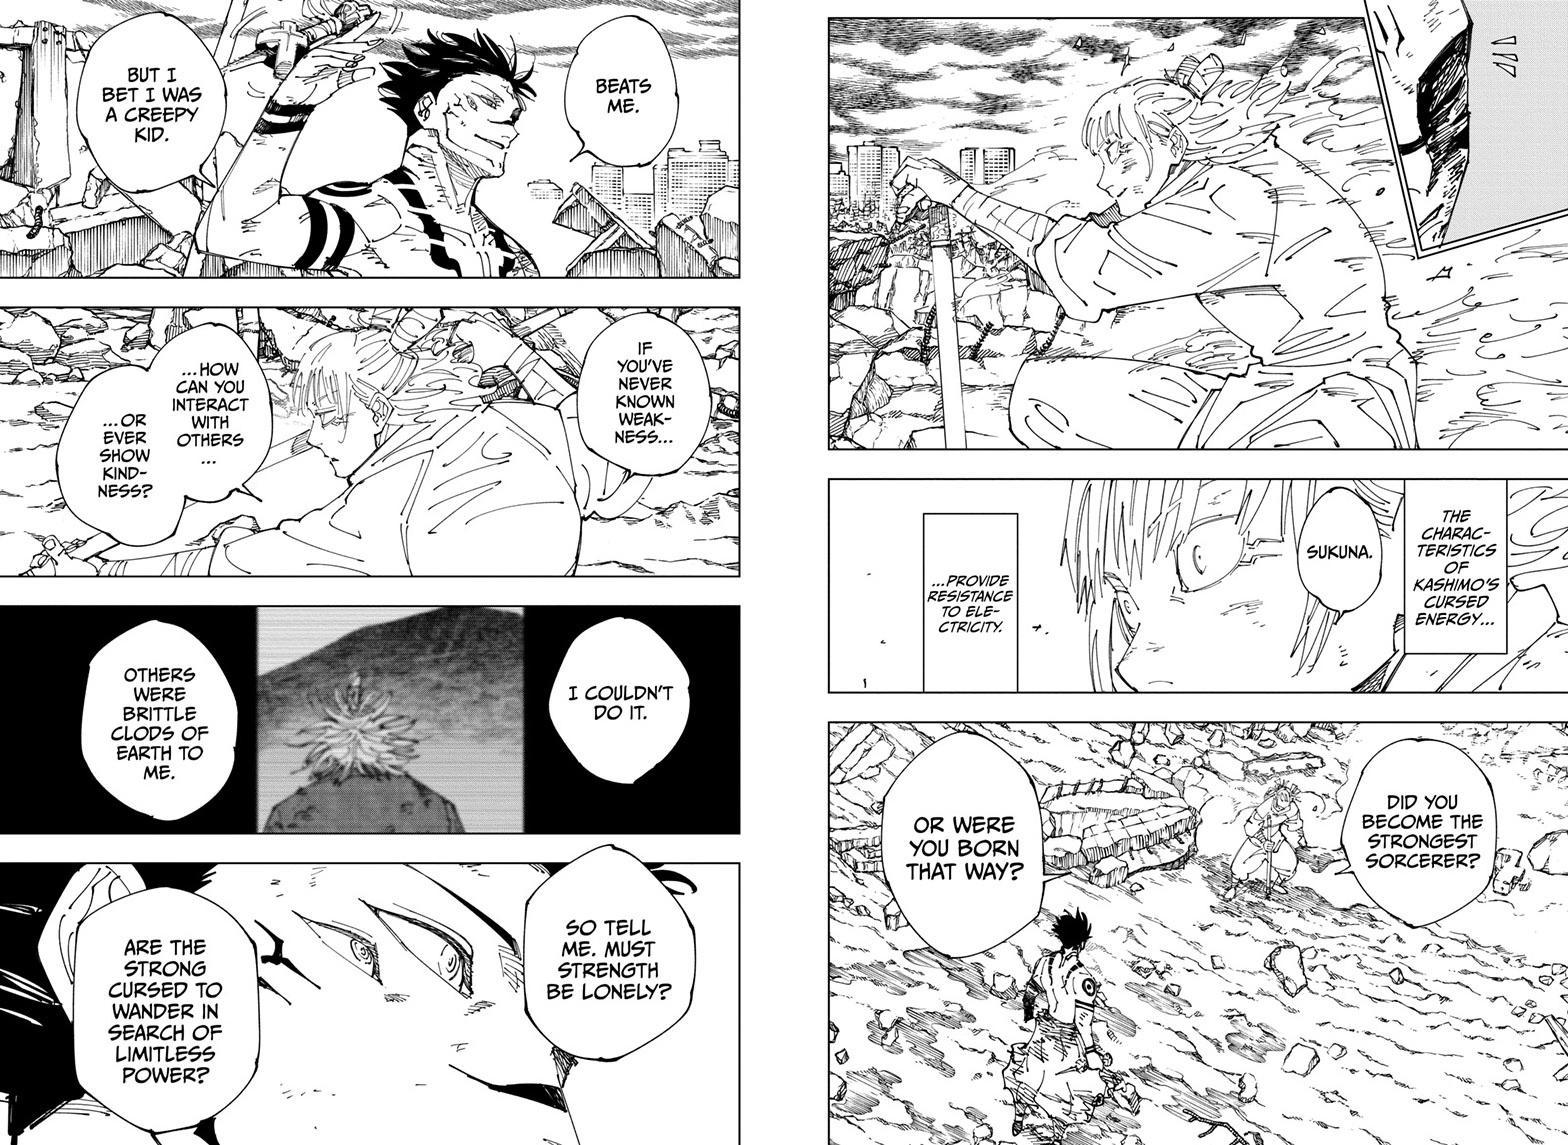 THE
CHARAC-
TERISTICS
OF
KASHIMO'S
CURSED
ENERGY...
SUKUNA.
...PROVIDE
RESISTANCE
TO ELE-
CTRICITY.
DID YOU
BECOME THE
STRONGEST
SORCERER?
OR WERE
YOU BORN
THAT WAY?
BEATS
ME.
BUT I
BET I WAS
A CREEPY
KID.
IF
YOU'VE
NEVER
KNOWN
WEAK-
NESS...
...HOW
CAN YOU
INTERACT
WITH
OTHERS
...
...OR
EVER
SHOW
KIND-
NESS?
I COULDN'T
DO IT.
OTHERS
WERE
BRITTLE
CLODS OF
EARTH TO
ME.
SO TELL
ME. MUST
STRENGTH
BE LONELY?
ARE THE
STRONG
CURSED TO
WANDER IN
SEARCH OF
LIMITLESS
POWER?